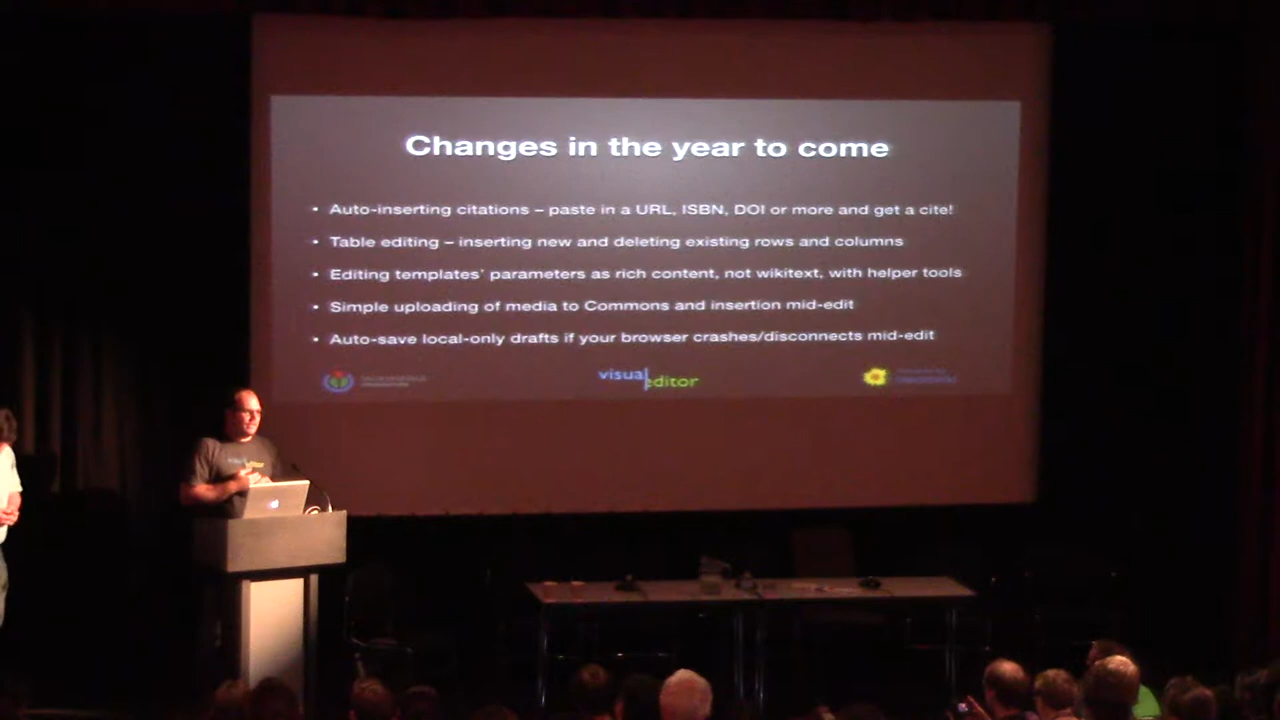 Changes in the year to come
• Auto-inserting citations – paste in a URL, ISBN, DOI or more and get a cite!
• Table editing – inserting new and deleting existing rows and columns
• Editing templates' parameters as rich content, not wikitext, with helper tools
• Simple uploading of media to Commons and insertion mid-edit
• Auto-save local-only drafts if your browser crashes/disconnects mid-edit
visualeditor